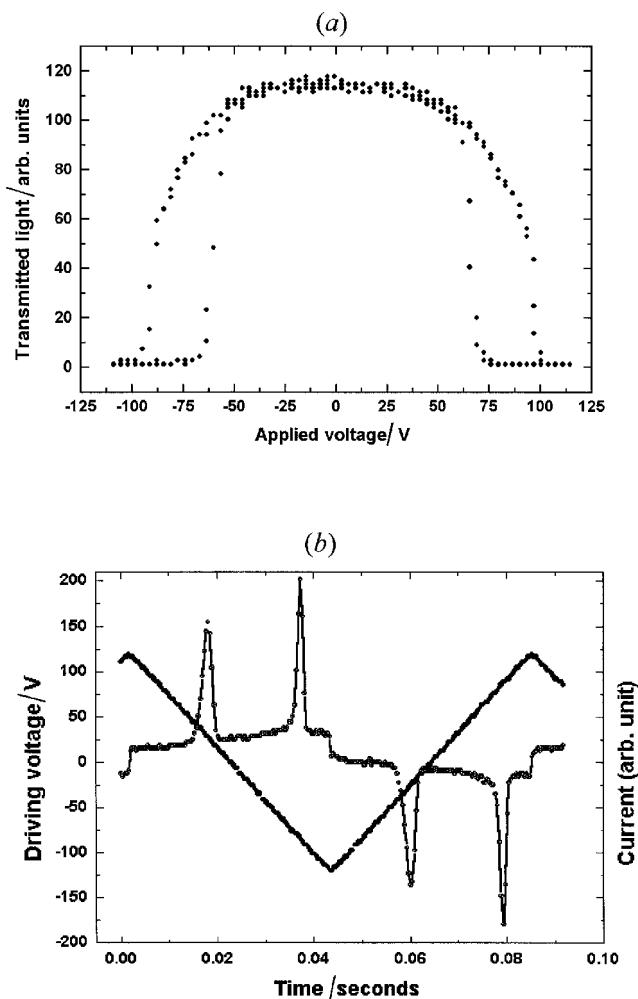 (a)
Transmitted light/arb. units
120
100
80
60
40
20
0
-125 -100 -75 -50 -25 0 25 50 75 100 125
Applied voltage/ V
(b)
Driving voltage/V
200
150
100
50
0
-50
-100
-150
-200
Current (arb. unit)
0.00 0.02 0.04 0.06 0.08 0.10
Time /seconds